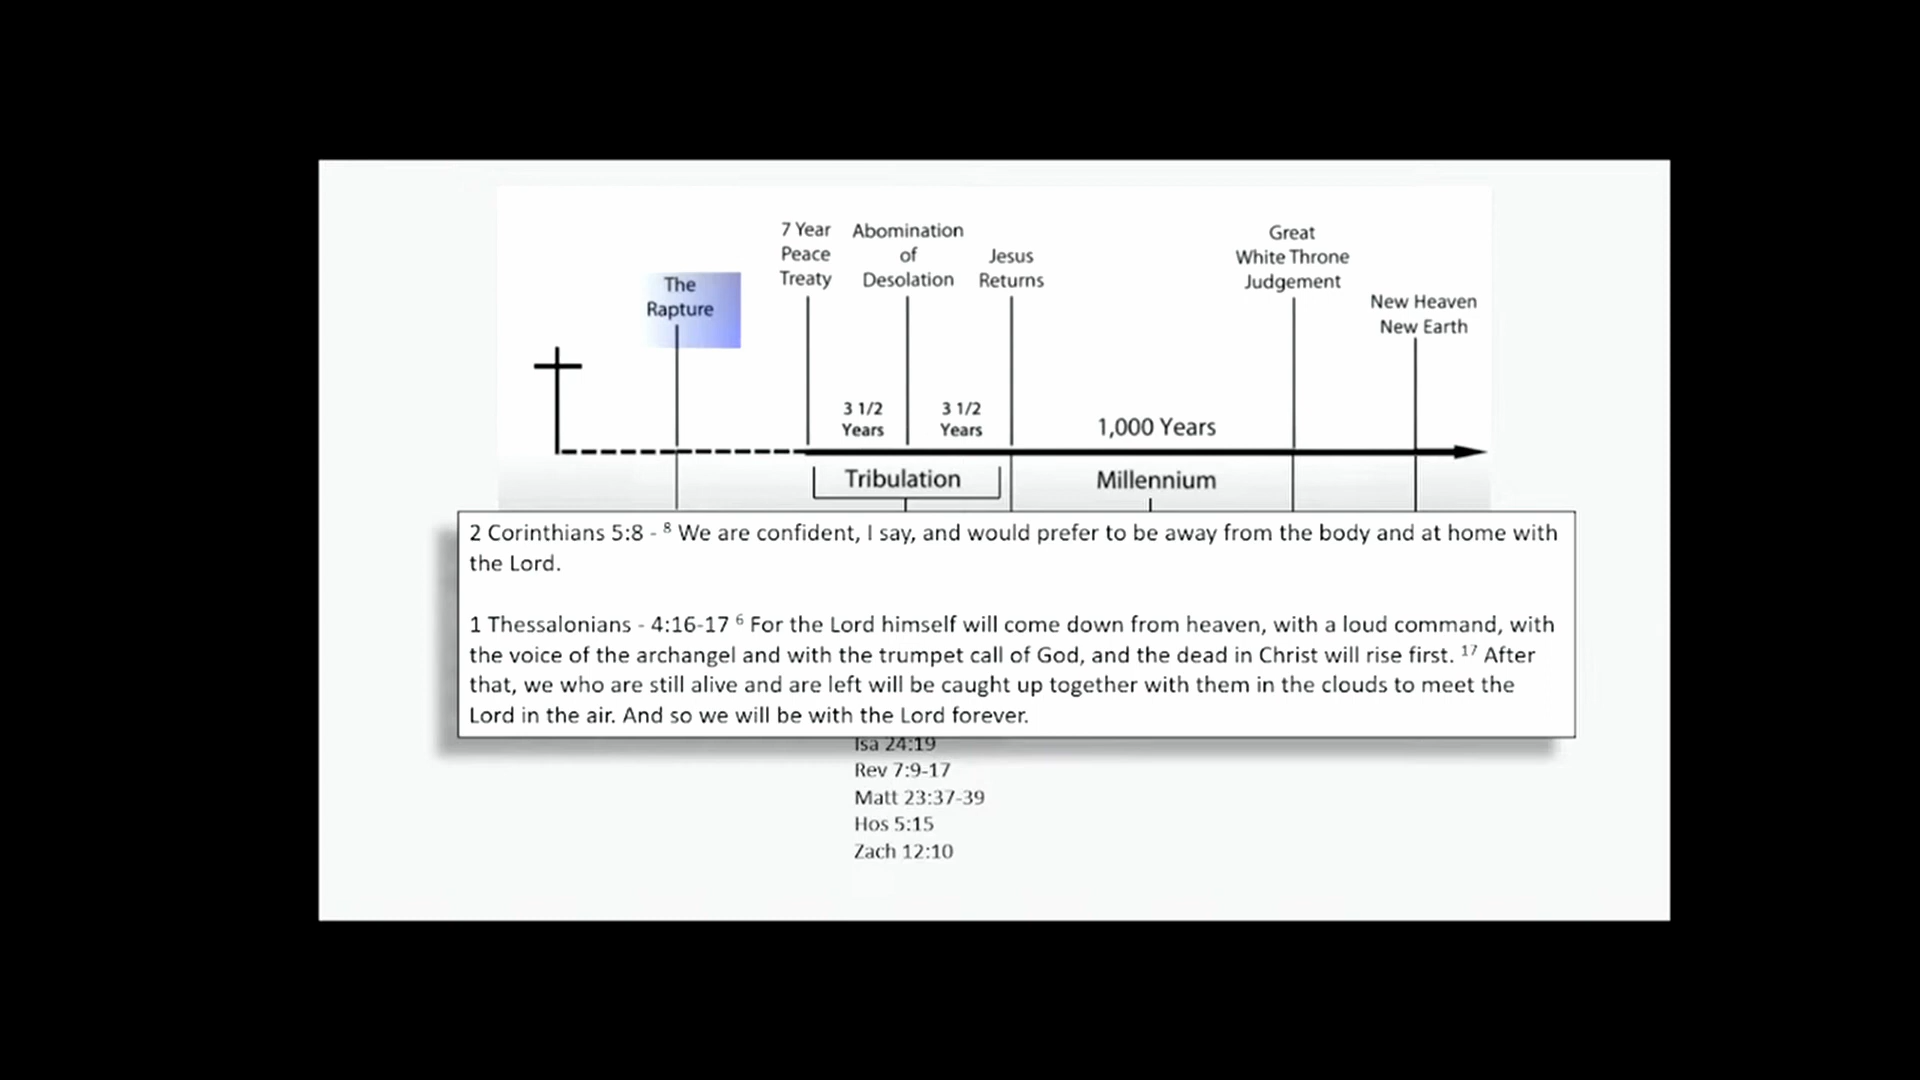 7 Year
Peace
Treaty
Abomination
of
Desolation
Jesus
Returns
Great
White Throne
Judgement
The
Rapture
New Heaven
New Earth
3 1/2
Years
3 1/2
Years
1,000 Years
Tribulation
Millennium
2 Corinthians 5:8 - ⁸ We are confident, I say, and would prefer to be away from the body and at home with
the Lord.
1 Thessalonians - 4:16-17 ⁶ For the Lord himself will come down from heaven, with a loud command, with
the voice of the archangel and with the trumpet call of God, and the dead in Christ will rise first. ¹⁷ After
that, we who are still alive and are left will be caught up together with them in the clouds to meet the
Lord in the air. And so we will be with the Lord forever.
Isa 24:19
Rev 7:9-17
Matt 23:37-39
Hos 5:15
Zach 12:10